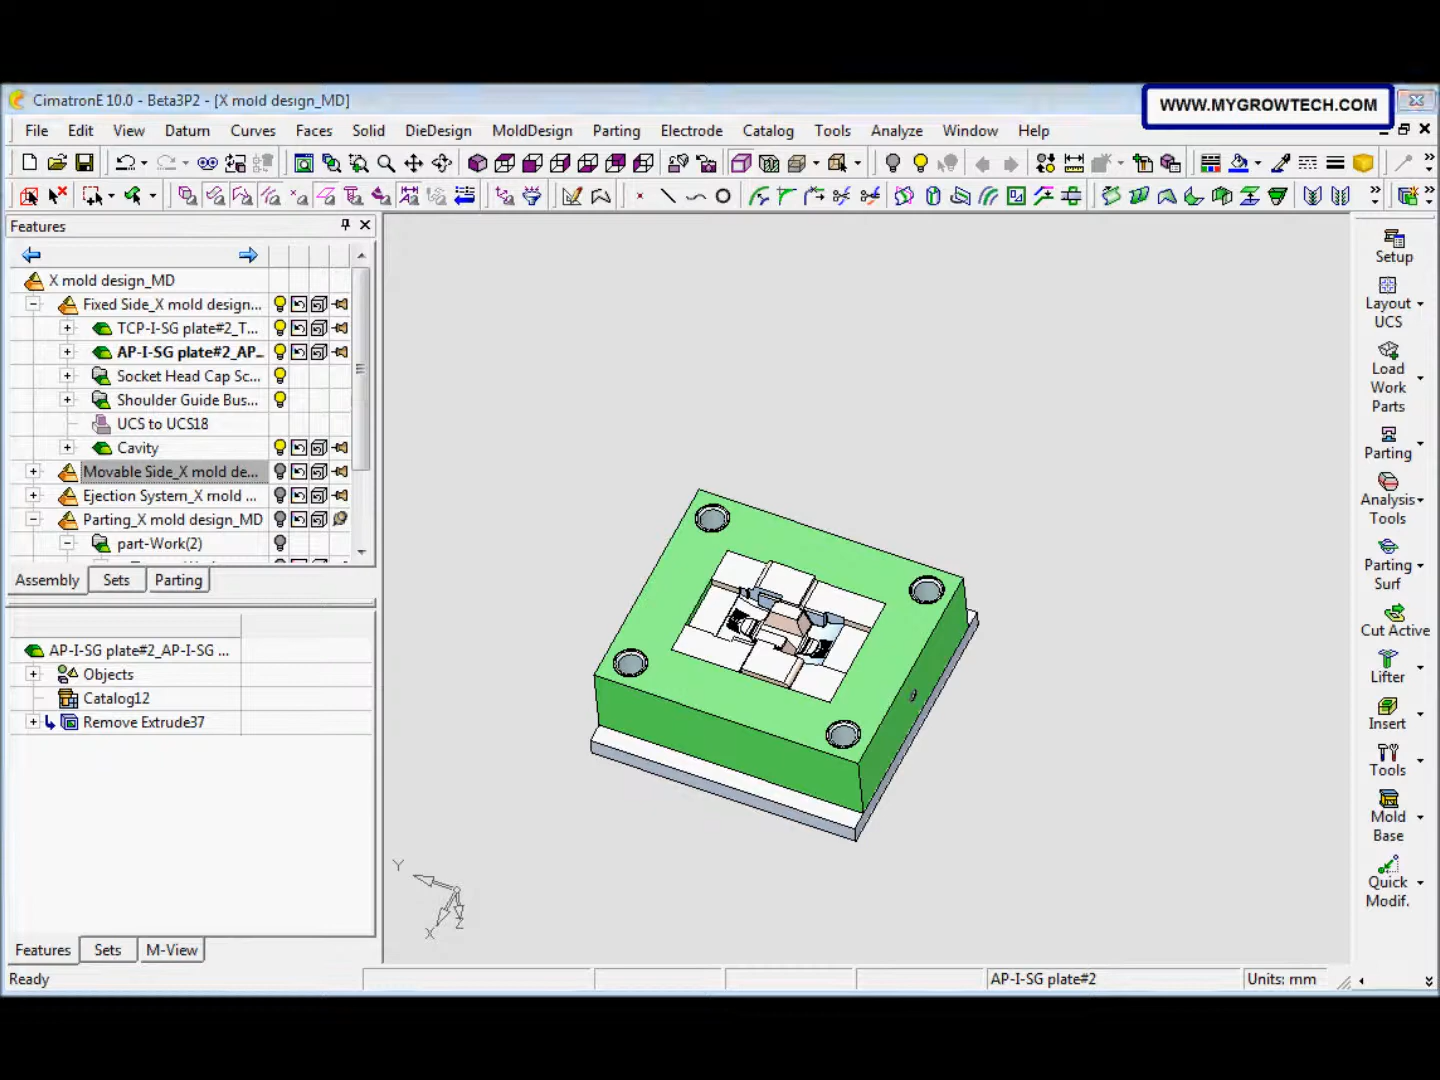 CimatronE 10.0 - Beta3P2 - [X mold design_MD]
WWW.MYGROWTECH.COM
File Edit View Datum Curves Faces Solid DieDesign MoldDesign Parting Electrode Catalog Tools Analyze Window Help
Features
X mold design_MD
Fixed Side_X mold design...
TCP-I-SG plate#2_T...
AP-I-SG plate#2_AP...
Socket Head Cap Sc...
Shoulder Guide Bus...
UCS to UCS18
Cavity
Movable Side_X mold de...
Ejection System_X mold ...
Parting_X mold design_MD
part-Work(2)
Assembly Sets Parting
AP-I-SG plate#2_AP-I-SG ...
Objects
Catalog12
Remove Extrude37
Features Sets M-View
Y
X
Z
Setup
Layout
UCS
Load
Work
Parts
Parting
Analysis
Tools
Parting
Surf
Cut Active
Lifter
Insert
Tools
Mold
Base
Quick
Modif.
Ready
AP-I-SG plate#2
Units: mm